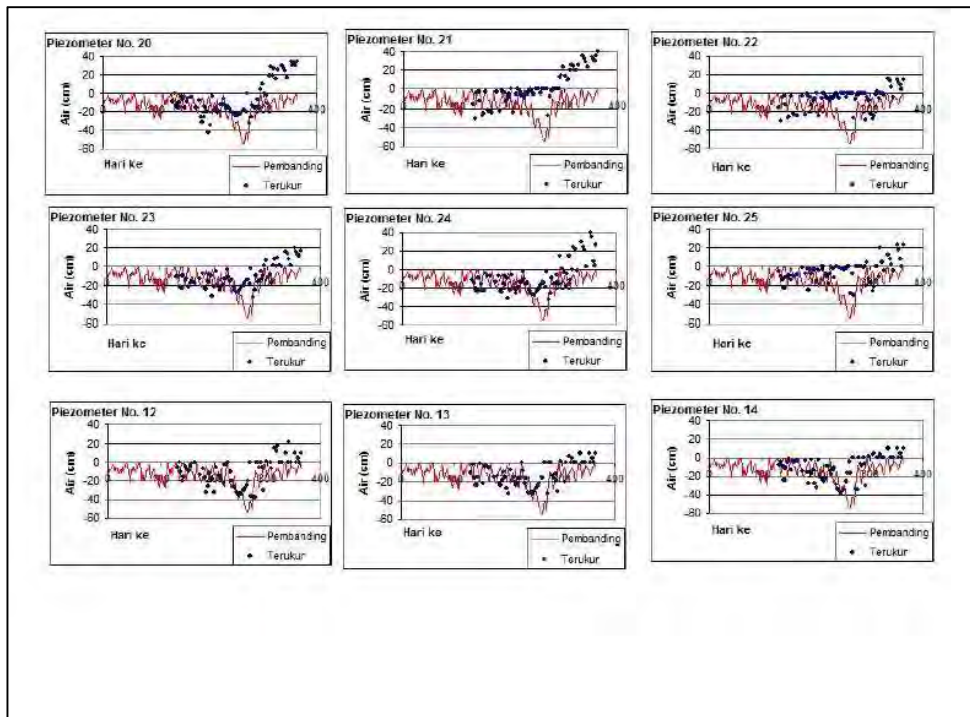 Piezometer No. 20
Air (cm)
40
20
0
-20
-40
-60
0
400
Hari ke
Pembanding
Terukur
Piezometer No. 21
Air (cm)
40
20
0
-20
-40
-60
0
400
Hari ke
Pembanding
Terukur
Piezometer No. 22
Air (cm)
40
20
0
-20
-40
-60
0
400
Hari ke
Pembanding
Terukur
Piezometer No. 23
Air (cm)
40
20
0
-20
-40
-60
400
Hari ke
Pembanding
Terukur
Piezometer No. 24
Air (cm)
40
20
0
-20
-40
-60
400
Hari ke
Pembanding
Terukur
Piezometer No. 25
Air (cm)
40
20
0
-20
-40
-60
400
Hari ke
Pembanding
Terukur
Piezometer No. 12
Air (cm)
40
20
0
-20
-40
-60
400
Hari ke
Pembanding
Terukur
Piezometer No. 13
Air (cm)
40
20
0
-20
-40
-60
400
Hari ke
Pembanding
Terukur
Piezometer No. 14
Air (cm)
40
20
0
-20
-40
-60
400
Hari ke
Pembanding
Terukur